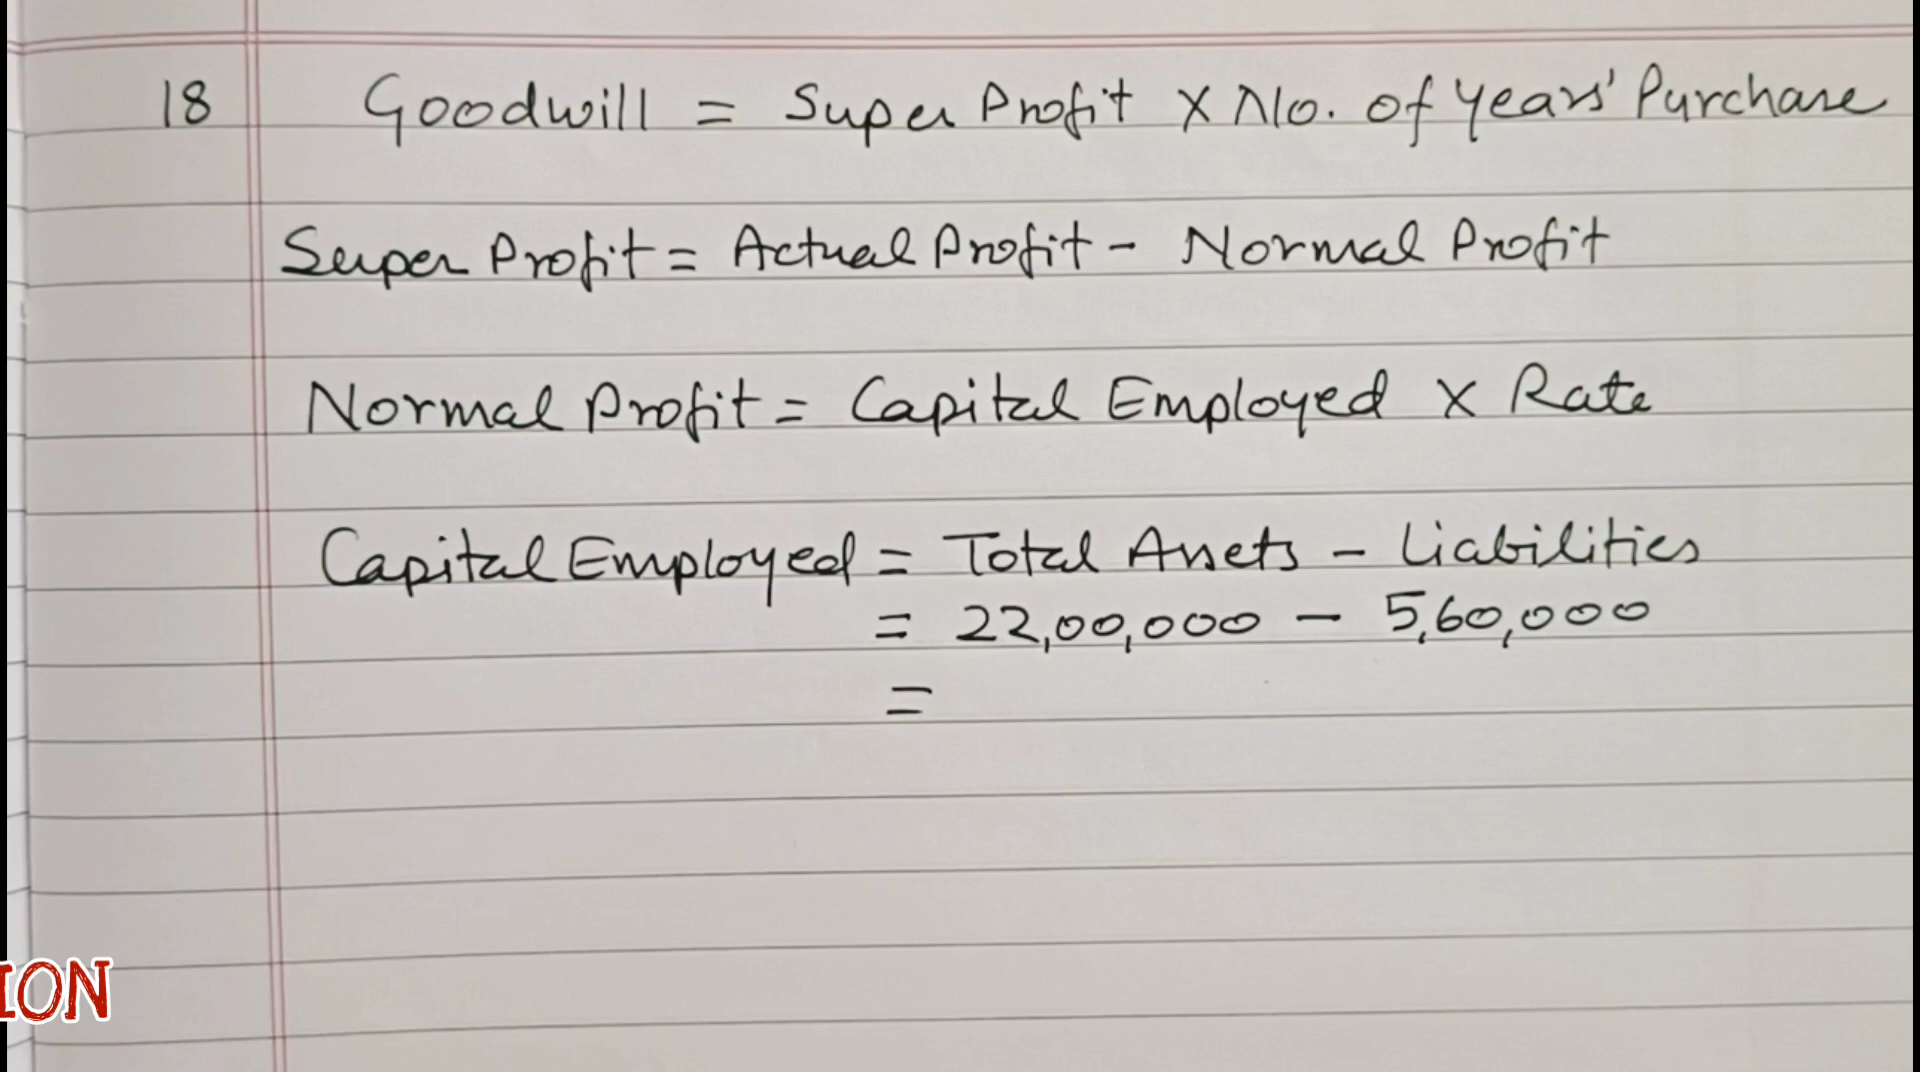 18 Goodwill = Super Profit X No. of Years' Purchase
Super Profit = Actual Profit - Normal Profit
Normal Profit = Capital Employed X Rate
Capital Employed = Total Assets - Liabilities
= 22,00,000 - 5,60,000
=
ION